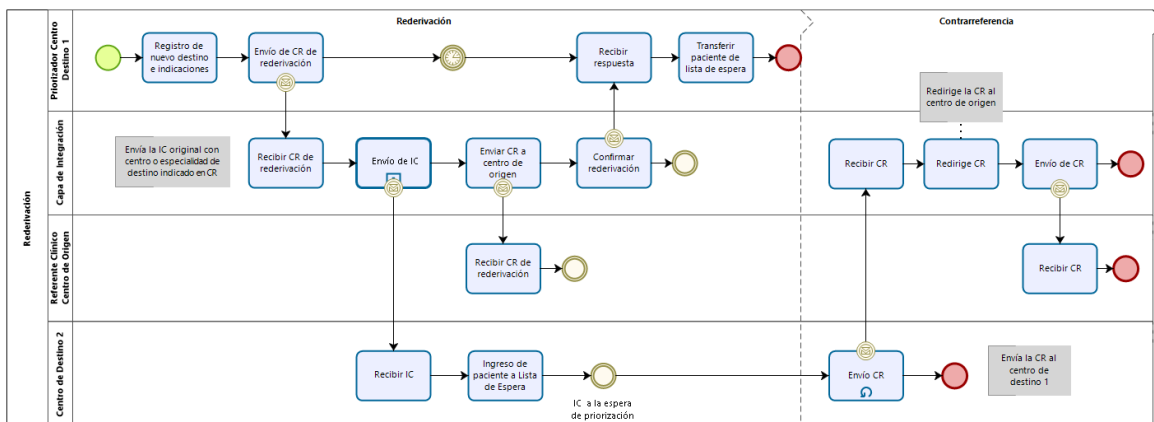 Rederivación
Contrarreferencia
Rederivación
Priorizador Centro
Destino 1
Registro de
nuevo destino
e indicaciones
Envío de CR de
rederivación
Recibir
respuesta
Transferir
paciente de
lista de espera
Redirige la CR al
centro de origen
Capa de Integración
Envía la IC original con
centro o especialidad de
destino indicado en CR
Recibir CR de
rederivación
Envío de IC
Enviar CR a
centro de
origen
Confirmar
rederivación
Recibir CR
Redirige CR
Envío de CR
Referente Clínico
Centro de Origen
Recibir CR de
rederivación
Recibir CR
Centro de Destino 2
Recibir IC
Ingreso de
paciente a Lista
de Espera
IC a la espera
de priorización
Envío CR
Envía la CR al
centro de
destino 1